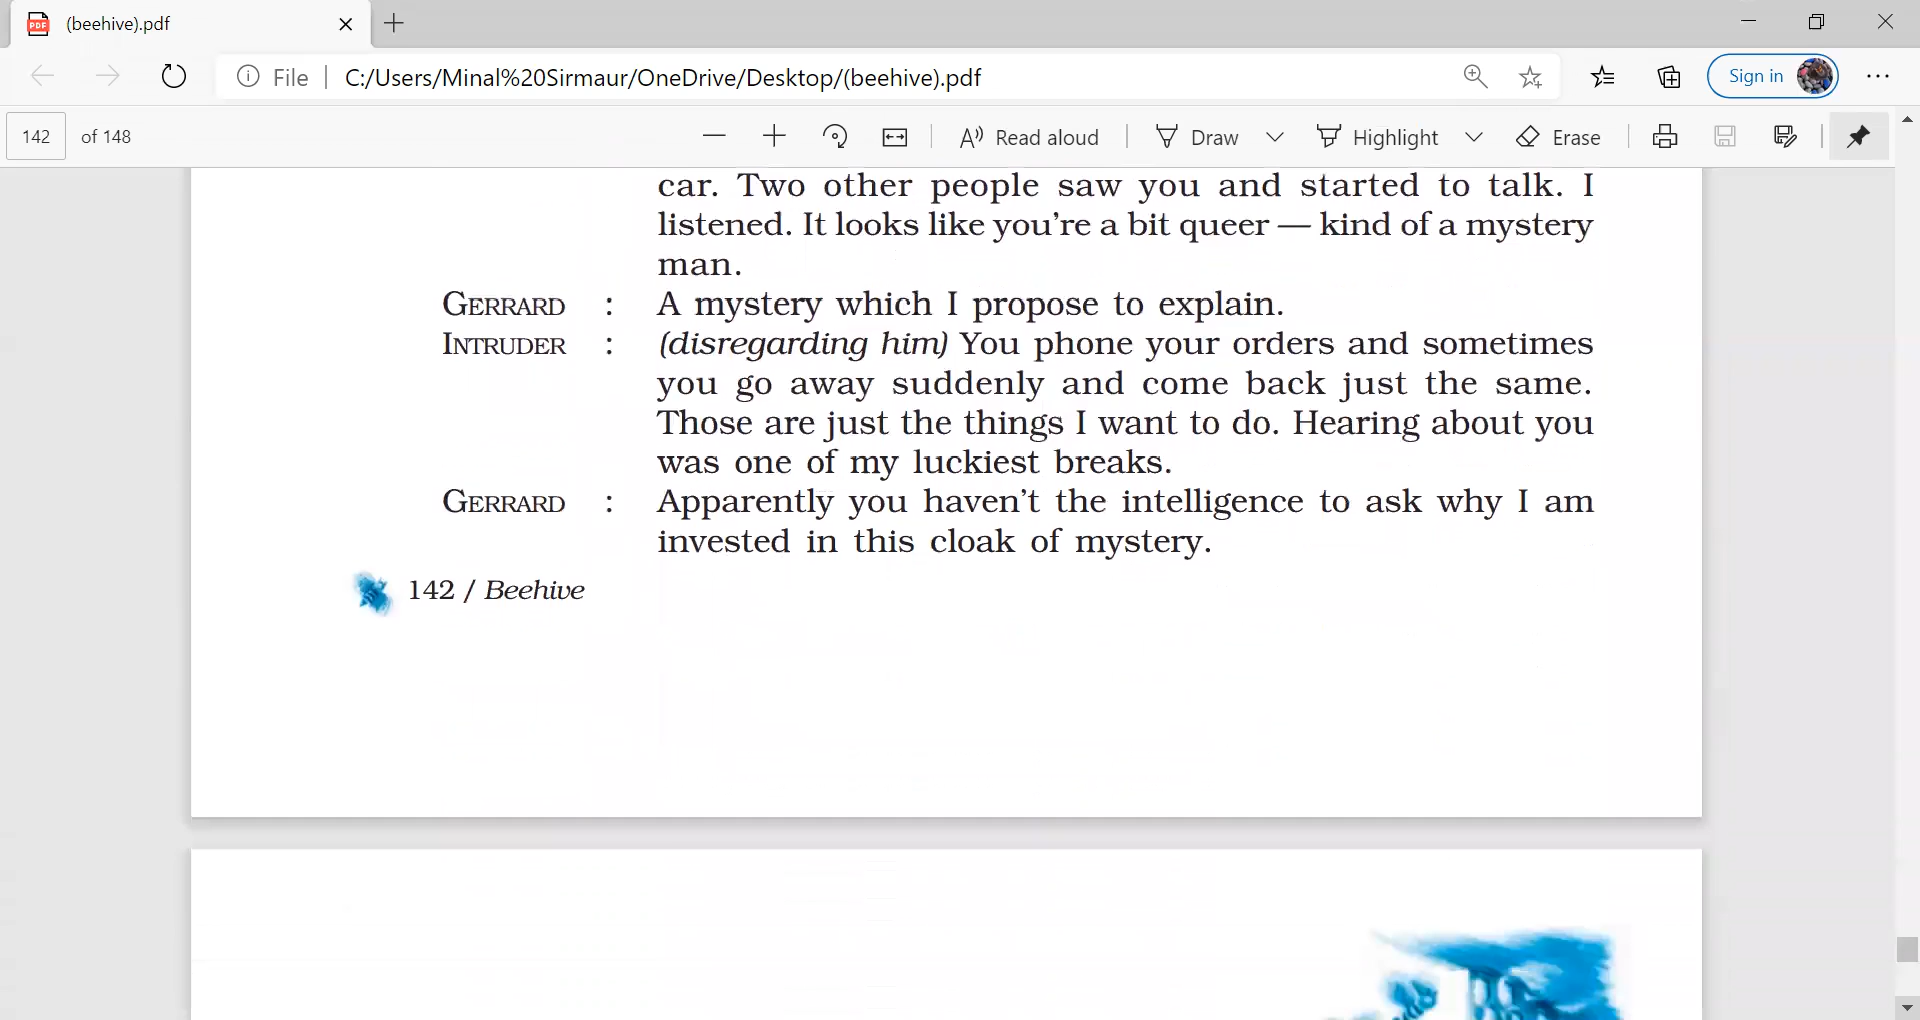 (beehive).pdf
File | C:/Users/Minal%20Sirmaur/OneDrive/Desktop/(beehive).pdf Sign in
142 of 148 Read aloud Draw Highlight Erase
car. Two other people saw you and started to talk. I
listened. It looks like you're a bit queer — kind of a mystery
man.
GERRARD : A mystery which I propose to explain.
INTRUDER : (disregarding him) You phone your orders and sometimes
you go away suddenly and come back just the same.
Those are just the things I want to do. Hearing about you
was one of my luckiest breaks.
GERRARD : Apparently you haven't the intelligence to ask why I am
invested in this cloak of mystery.
142 / Beehive